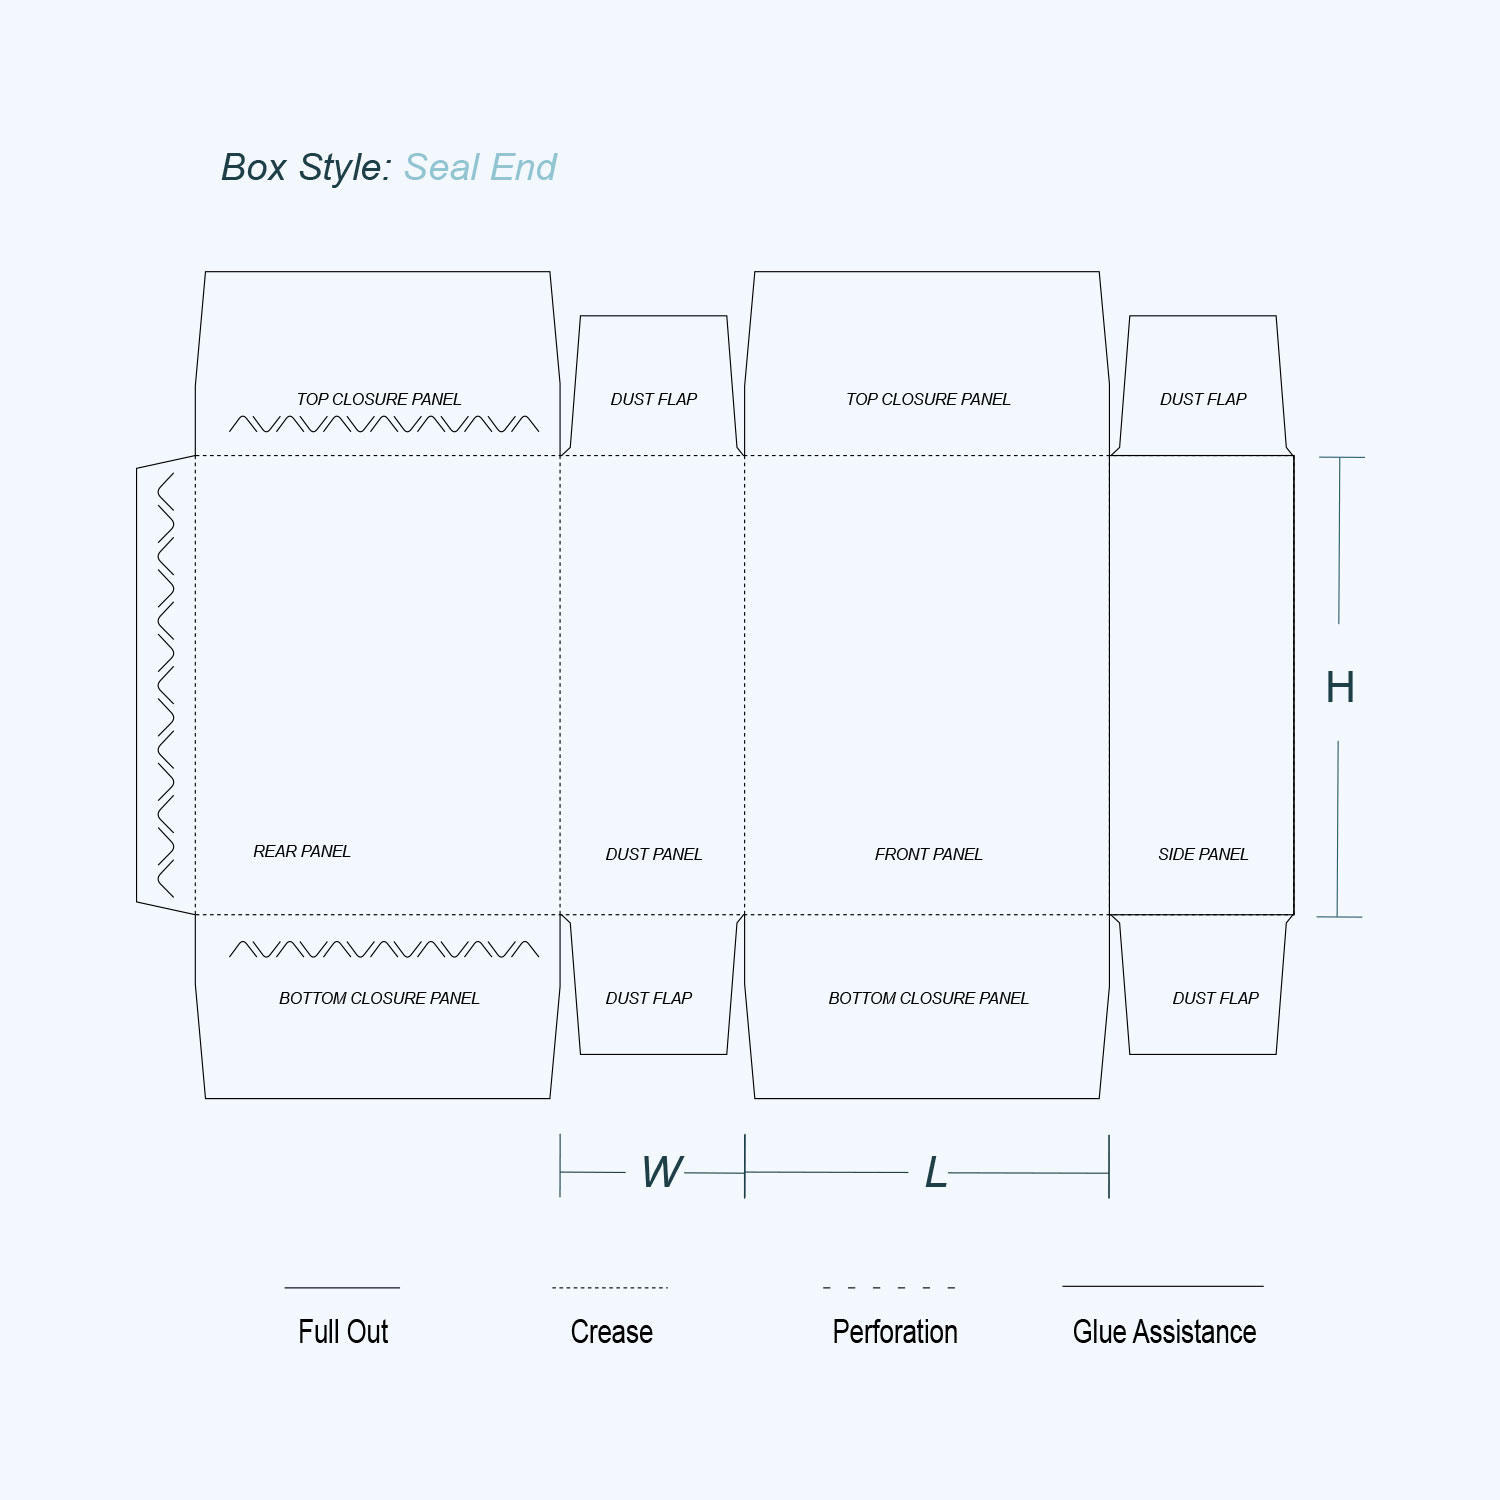 Box Style: Seal End
TOP CLOSURE PANEL
DUST FLAP
TOP CLOSURE PANEL
DUST FLAP
H
REAR PANEL
DUST PANEL
FRONT PANEL
SIDE PANEL
BOTTOM CLOSURE PANEL
DUST FLAP
BOTTOM CLOSURE PANEL
DUST FLAP
W
L
Full Out
Crease
Perforation
Glue Assistance